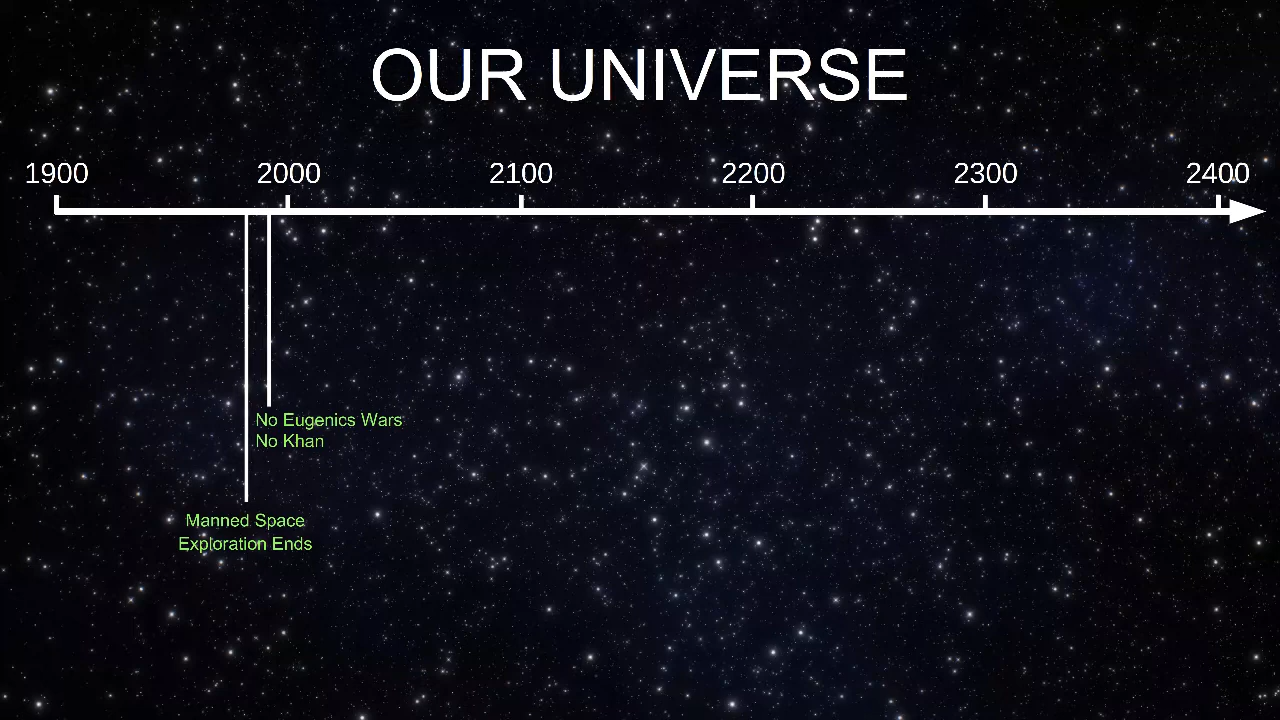 OUR UNIVERSE
1900 2000 2100 2200 2300 2400
No Eugenics Wars
No Khan
Manned Space
Exploration Ends